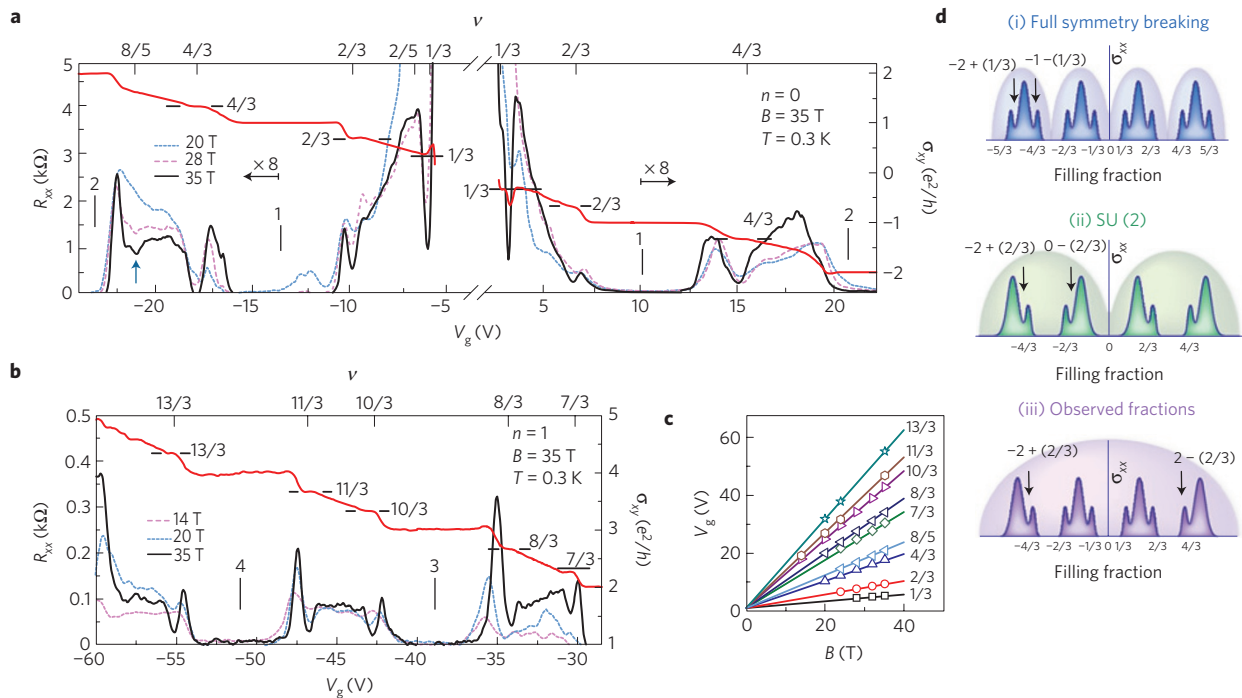 a
ν
8/5 4/3 2/3 2/5 1/3 1/3 2/3 4/3
5
4
3
2
1
0
R_xx (kΩ)
2
1
0
−1
−2
σ_xy (e²/h)
4/3
2/3
1/3
20 T
28 T
35 T
× 8
2
1
n = 0
B = 35 T
T = 0.3 K
× 8
1/3
2/3
4/3
1
2
−20 −15 −10 −5 5 10 15 20
V_g (V)
b
ν
13/3 11/3 10/3 8/3 7/3
0.5
0.4
0.3
0.2
0.1
0
R_xx (kΩ)
5
4
3
2
1
σ_xy (e²/h)
13/3
11/3
10/3
8/3
7/3
n = 1
B = 35 T
T = 0.3 K
14 T
20 T
35 T
4
3
−60 −55 −50 −45 −40 −35 −30
V_g (V)
c
60
40
20
0
V_g (V)
13/3
11/3
10/3
8/3
7/3
8/5
4/3
2/3
1/3
0 20 40
B (T)
d
(i) Full symmetry breaking
−2 + (1/3) −1 −(1/3)
σ_xx
−5/3 −4/3 −2/3 −1/3 0 1/3 2/3 4/3 5/3
Filling fraction
(ii) SU (2)
−2 + (2/3) 0 − (2/3)
σ_xx
−4/3 −2/3 0 2/3 4/3
Filling fraction
(iii) Observed fractions
−2 + (2/3) 2 − (2/3)
σ_xx
−4/3 −2/3 −1/3 0 1/3 2/3 4/3
Filling fraction